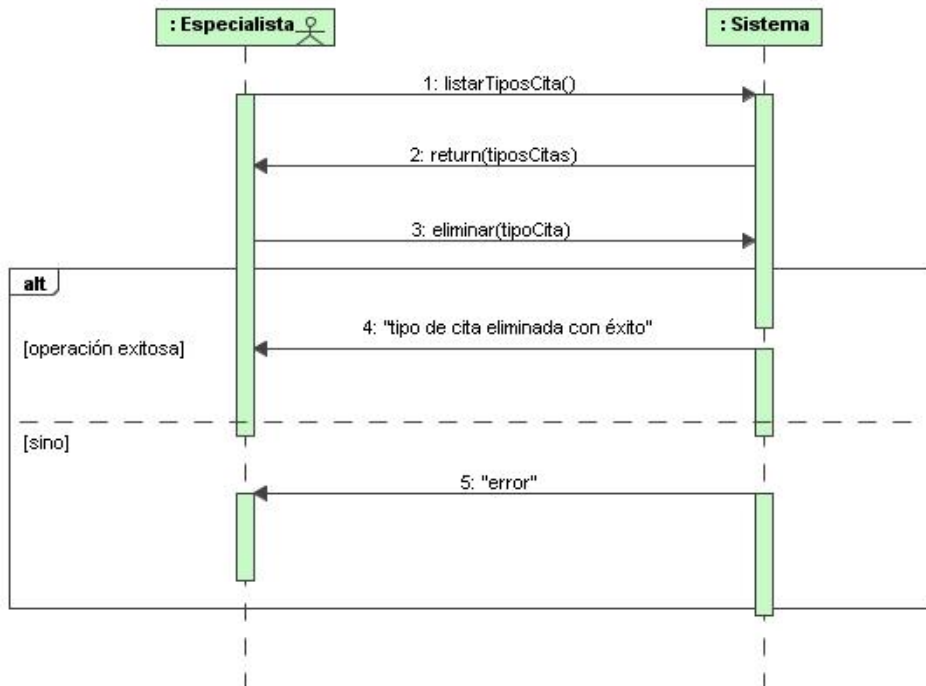 : Especialista
: Sistema
1: listarTiposCita()
2: return(tiposCitas)
3: eliminar(tipoCita)
alt
4: "tipo de cita eliminada con éxito"
[operación exitosa]
[sino]
5: "error"